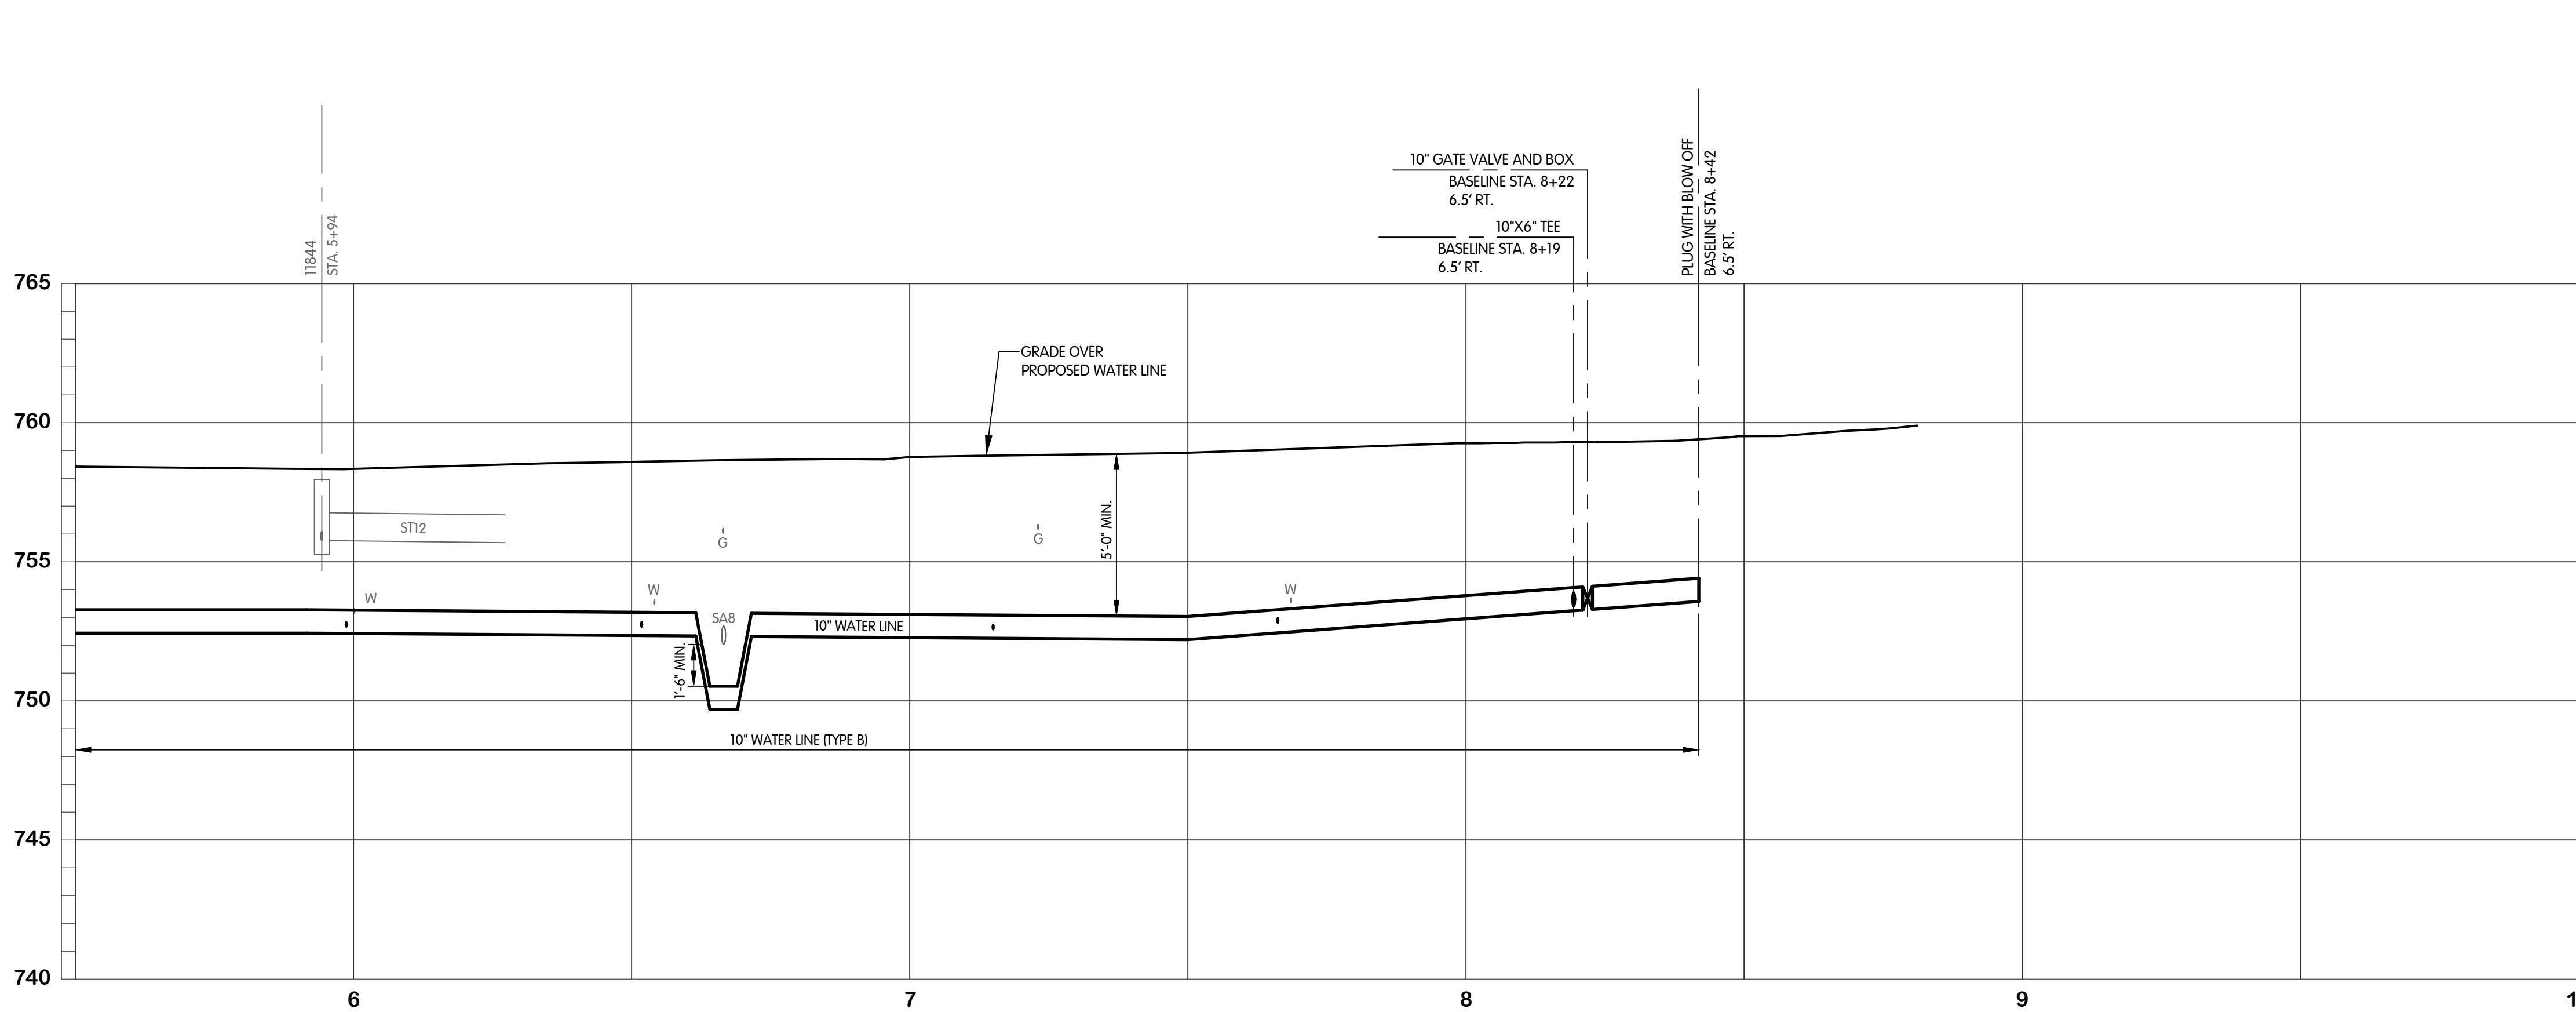 10" GATE VALVE AND BOX
BASELINE STA. 8+22
6.5' RT.
10"X6" TEE
BASELINE STA. 8+19
6.5' RT.
PLUG WITH BLOW OFF
BASELINE STA. 8+42
6.5' RT.
11844
STA. 5+94
765
GRADE OVER
PROPOSED WATER LINE
760
ST12
G
G
5'-0" MIN.
755
W
W
W
SA8
10" WATER LINE
1'-6" MIN.
750
10" WATER LINE (TYPE B)
745
740
6
7
8
9
1